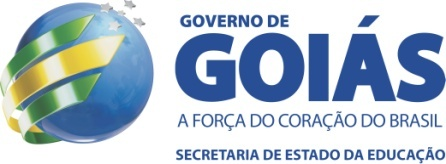 GOVERNO DE
GOIÁS
A FORÇA DO CORAÇÃO DO BRASIL
SECRETARIA DE ESTADO DA EDUCAÇÃO